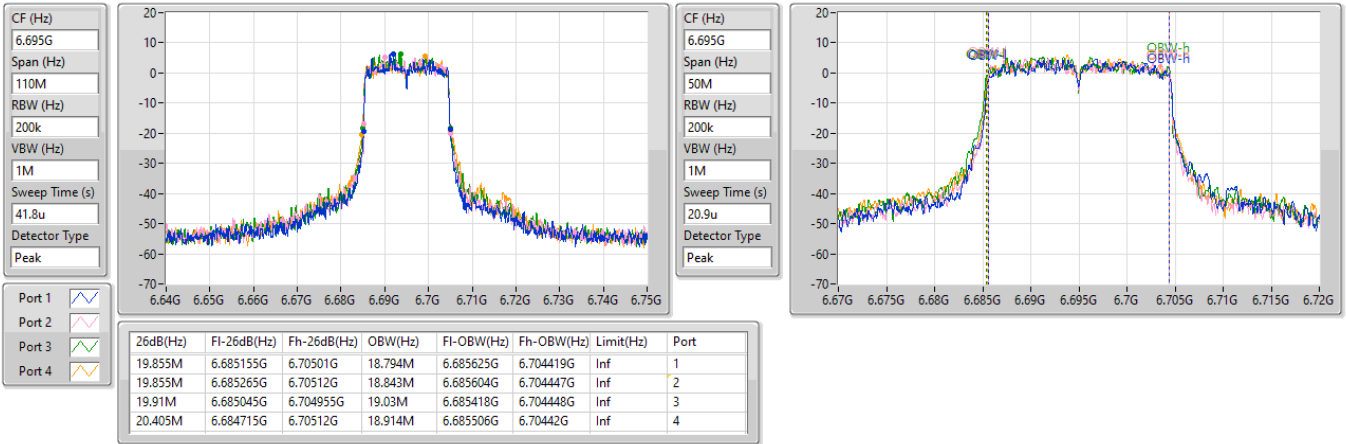 CF (Hz)
6.695G
Span (Hz)
110M
RBW (Hz)
200k
VBW (Hz)
1M
Sweep Time (s)
41.8u
Detector Type
Peak
20
10
0
-10
-20
-30
-40
-50
-60
-70
6.64G 6.65G 6.66G 6.67G 6.68G 6.69G 6.7G 6.71G 6.72G 6.73G 6.74G 6.75G
CF (Hz)
6.695G
Span (Hz)
50M
RBW (Hz)
200k
VBW (Hz)
1M
Sweep Time (s)
20.9u
Detector Type
Peak
20
10
0
-10
-20
-30
-40
-50
-60
-70
OBW-l
OBW-h
OBW-h
6.67G 6.675G 6.68G 6.685G 6.69G 6.695G 6.7G 6.705G 6.71G 6.715G 6.72G
Port 1
Port 2
Port 3
Port 4
26dB(Hz) Fl-26dB(Hz) Fh-26dB(Hz) OBW(Hz) Fl-OBW(Hz) Fh-OBW(Hz) Limit(Hz) Port
19.855M 6.685155G 6.70501G 18.794M 6.685625G 6.704419G Inf 1
19.855M 6.685265G 6.70512G 18.843M 6.685604G 6.704447G Inf 2
19.91M 6.685045G 6.704955G 19.03M 6.685418G 6.704448G Inf 3
20.405M 6.684715G 6.70512G 18.914M 6.685506G 6.70442G Inf 4